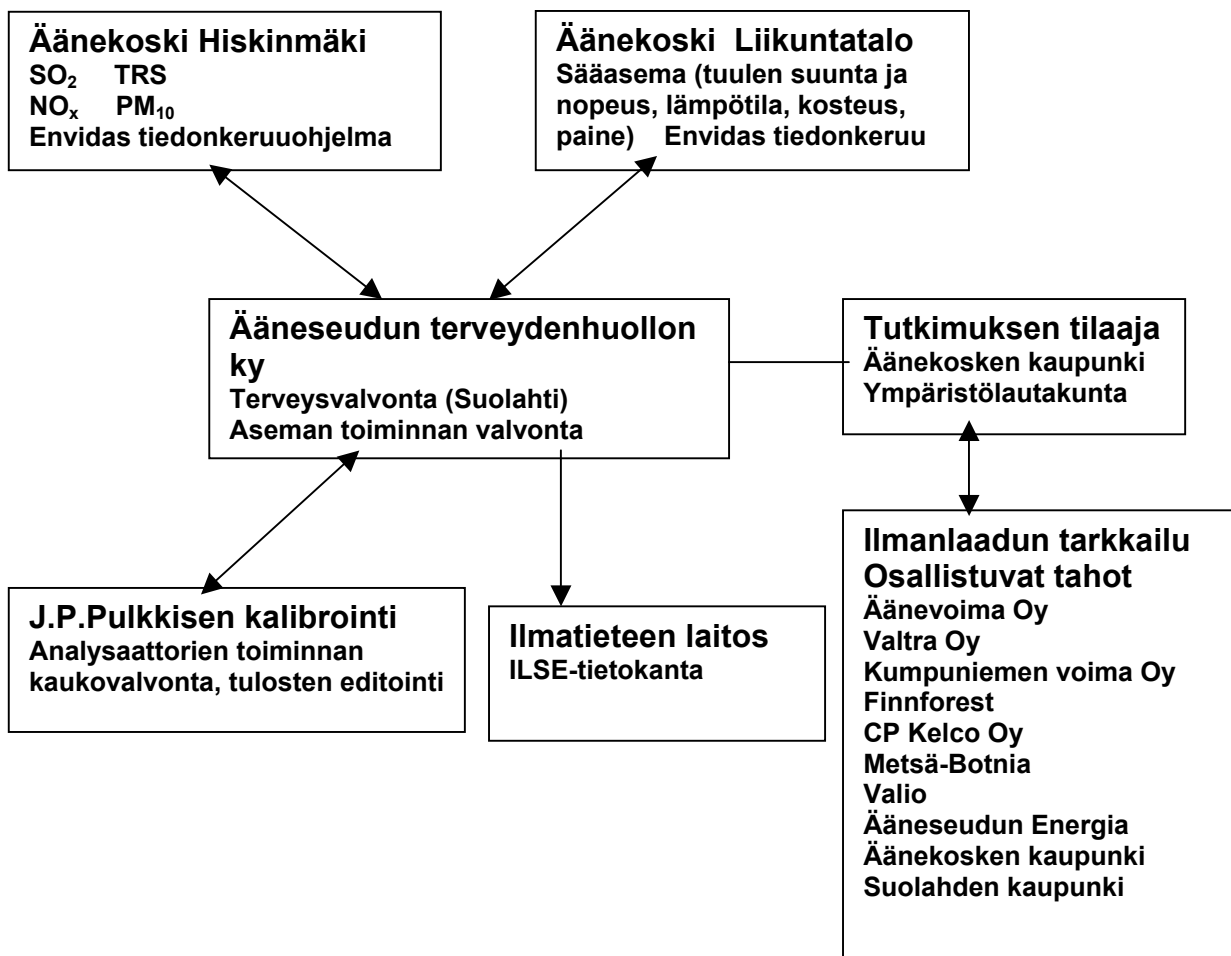 Äänekoski Hiskinmäki
SO₂ TRS
NOₓ PM₁₀
Envidas tiedonkeruuohjelma
Äänekoski Liikuntatalo
Sääasema (tuulen suunta ja
nopeus, lämpötila, kosteus,
paine) Envidas tiedonkeruu
Ääneseudun terveydenhuollon
ky
Terveysvalvonta (Suolahti)
Aseman toiminnan valvonta
Tutkimuksen tilaaja
Äänekosken kaupunki
Ympäristölautakunta
J.P.Pulkkisen kalibrointi
Analysaattorien toiminnan
kaukovalvonta, tulosten editointi
Ilmatieteen laitos
ILSE-tietokanta
Ilmanlaadun tarkkailu
Osallistuvat tahot
Äänevoima Oy
Valtra Oy
Kumpuniemen voima Oy
Finnforest
CP Kelco Oy
Metsä-Botnia
Valio
Ääneseudun Energia
Äänekosken kaupunki
Suolahden kaupunki